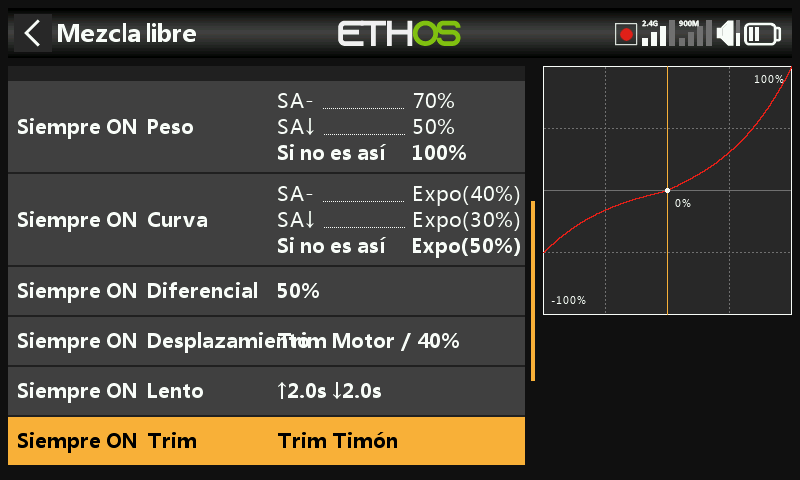 Mezcla libre
ETHOS
2.4G
900M
Siempre ON Peso
SA- 70%
SA↓ 50%
Si no es así 100%
Siempre ON Curva
SA- Expo(40%)
SA↓ Expo(30%)
Si no es así Expo(50%)
Siempre ON Diferencial 50%
Siempre ON Desplazamiento Trim Motor / 40%
Siempre ON Lento ↑2.0s ↓2.0s
Siempre ON Trim Trim Timón
100%
0%
-100%